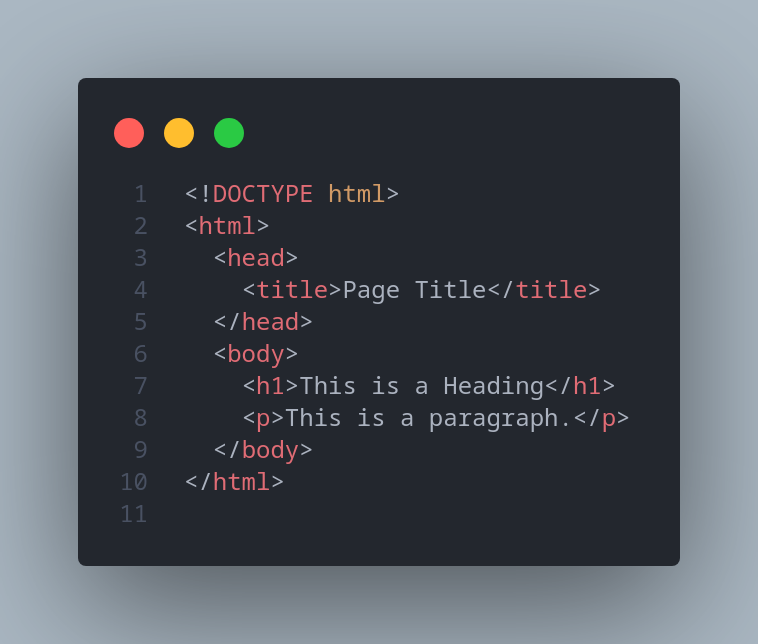 1 <!DOCTYPE html>
2 <html>
3   <head>
4     <title>Page Title</title>
5   </head>
6   <body>
7     <h1>This is a Heading</h1>
8     <p>This is a paragraph.</p>
9   </body>
10 </html>
11